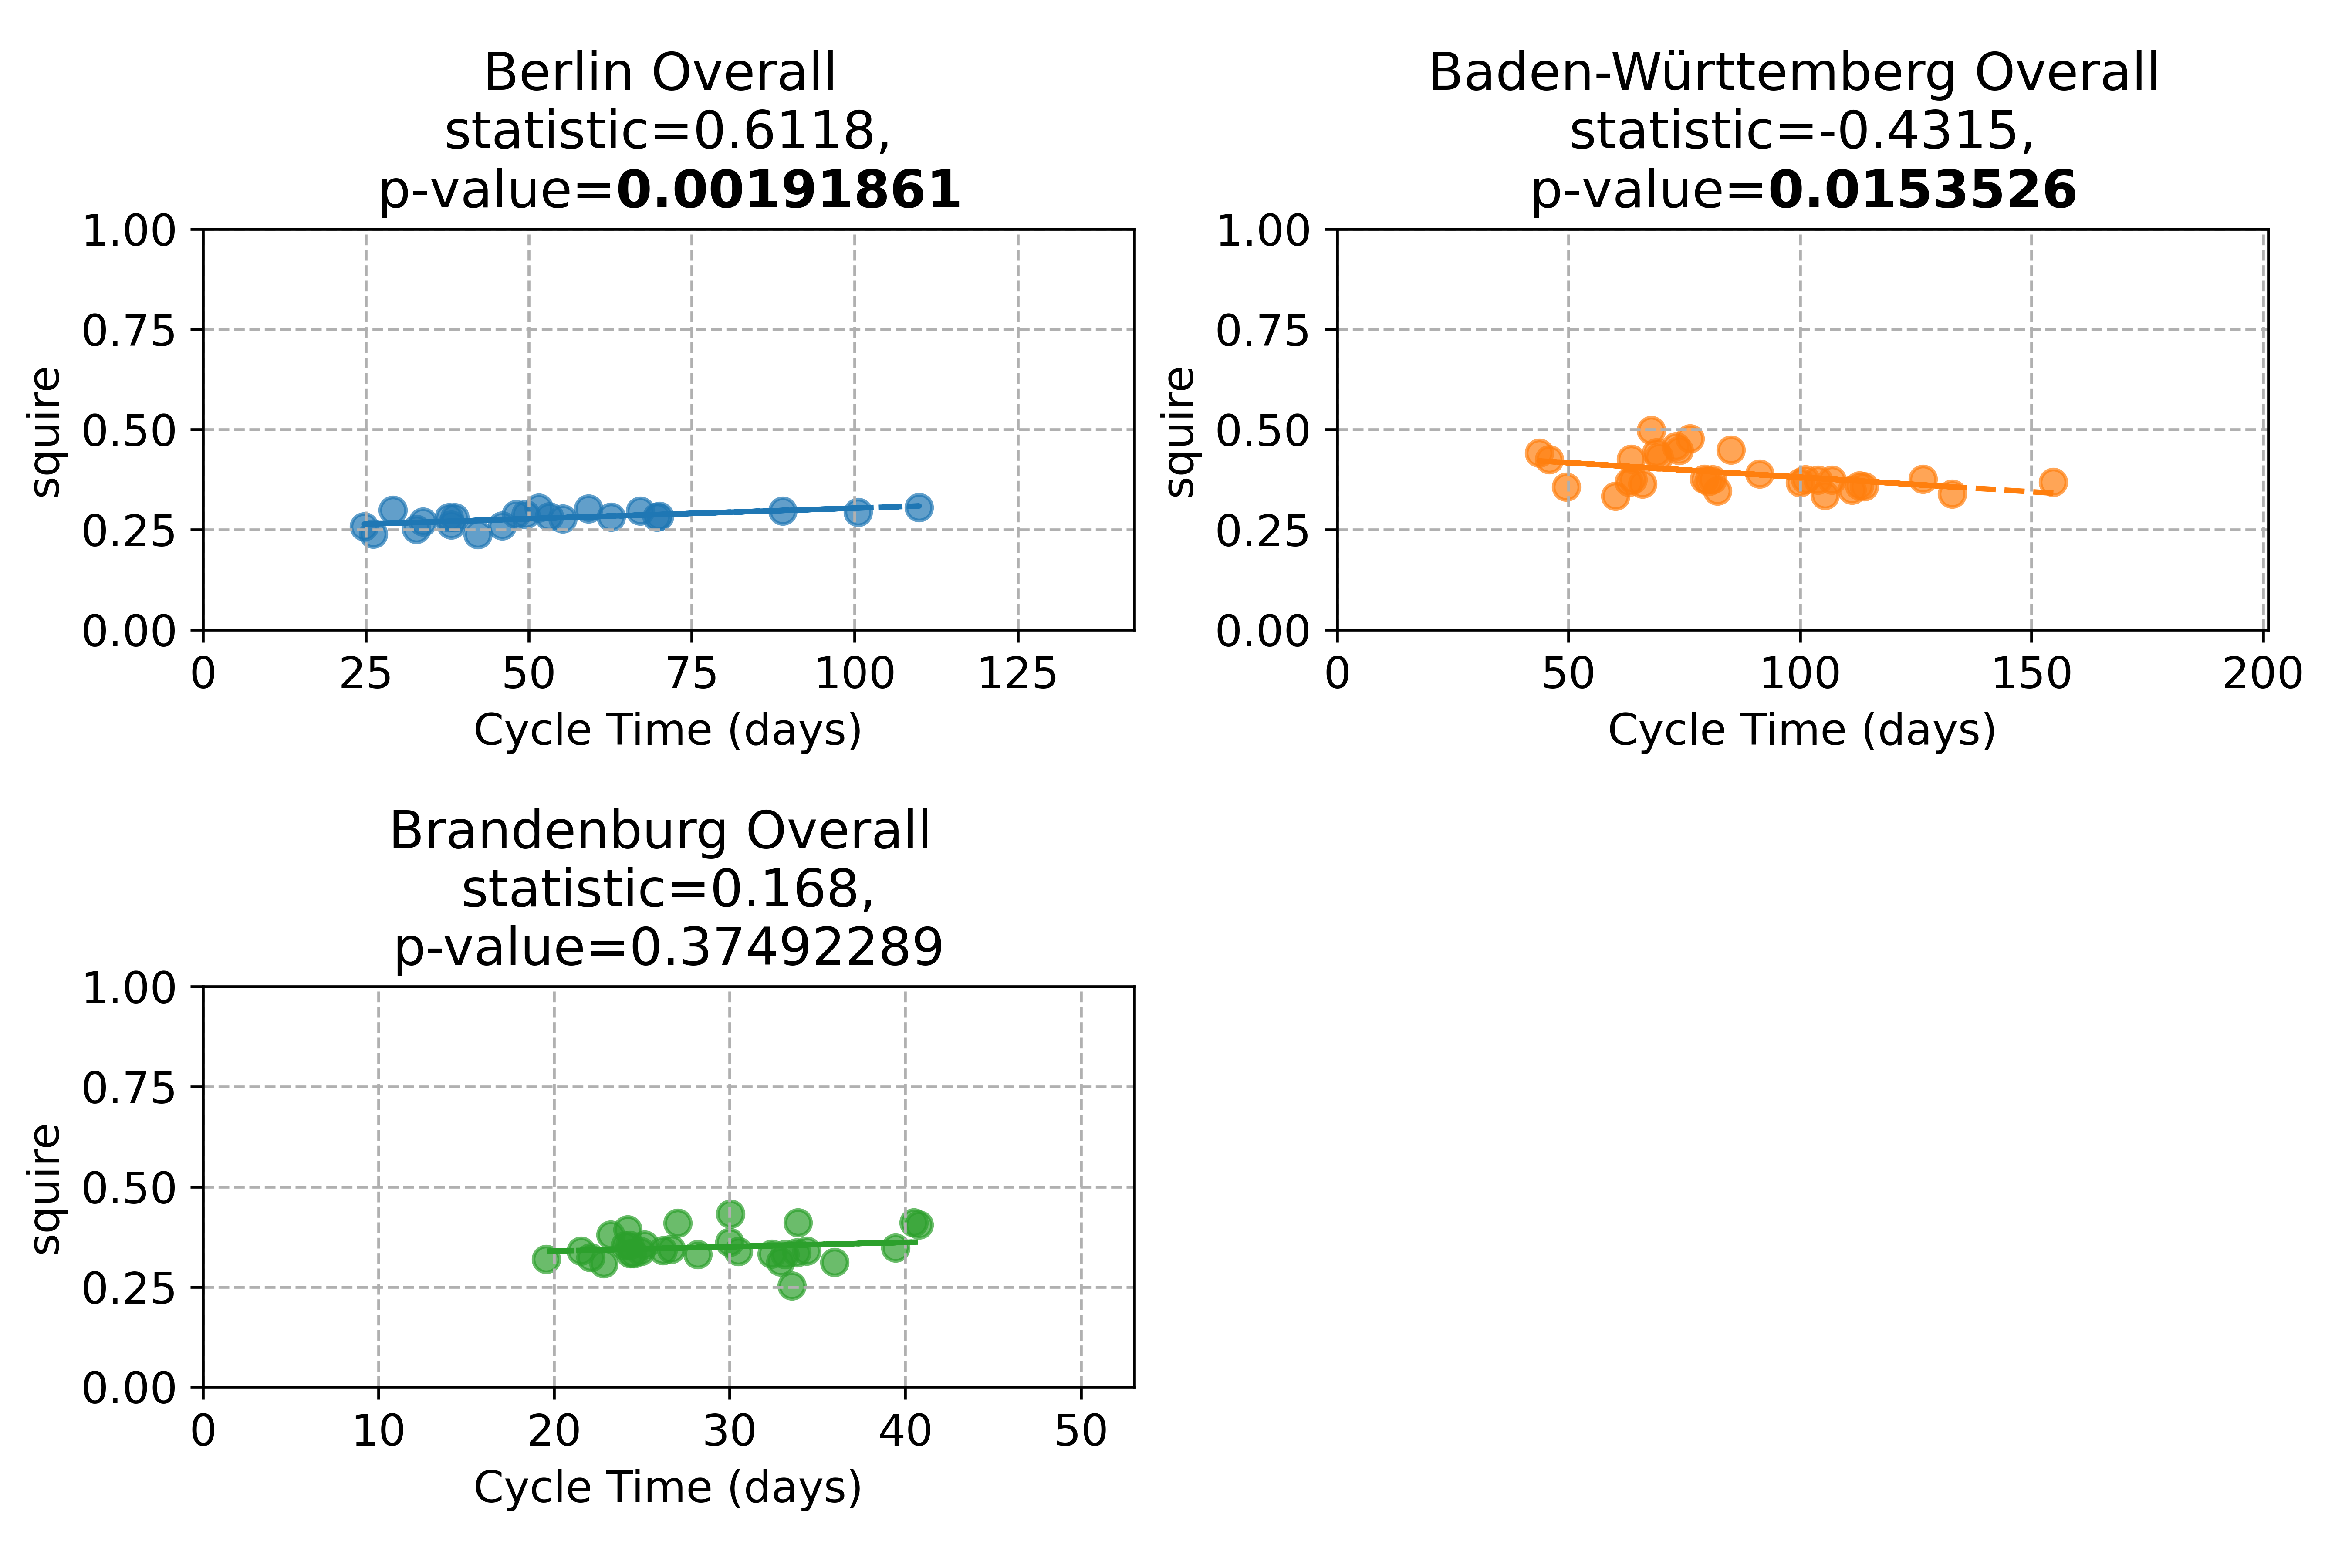 Berlin Overall
statistic=0.6118,
p-value=0.00191861
1.00
0.75
0.50
0.25
0.00
squire
0
25
50
75
100
125
Cycle Time (days)
Baden-Württemberg Overall
statistic=-0.4315,
p-value=0.0153526
1.00
0.75
0.50
0.25
0.00
squire
0
50
100
150
200
Cycle Time (days)
Brandenburg Overall
statistic=0.168,
p-value=0.37492289
1.00
0.75
0.50
0.25
0.00
squire
0
10
20
30
40
50
Cycle Time (days)